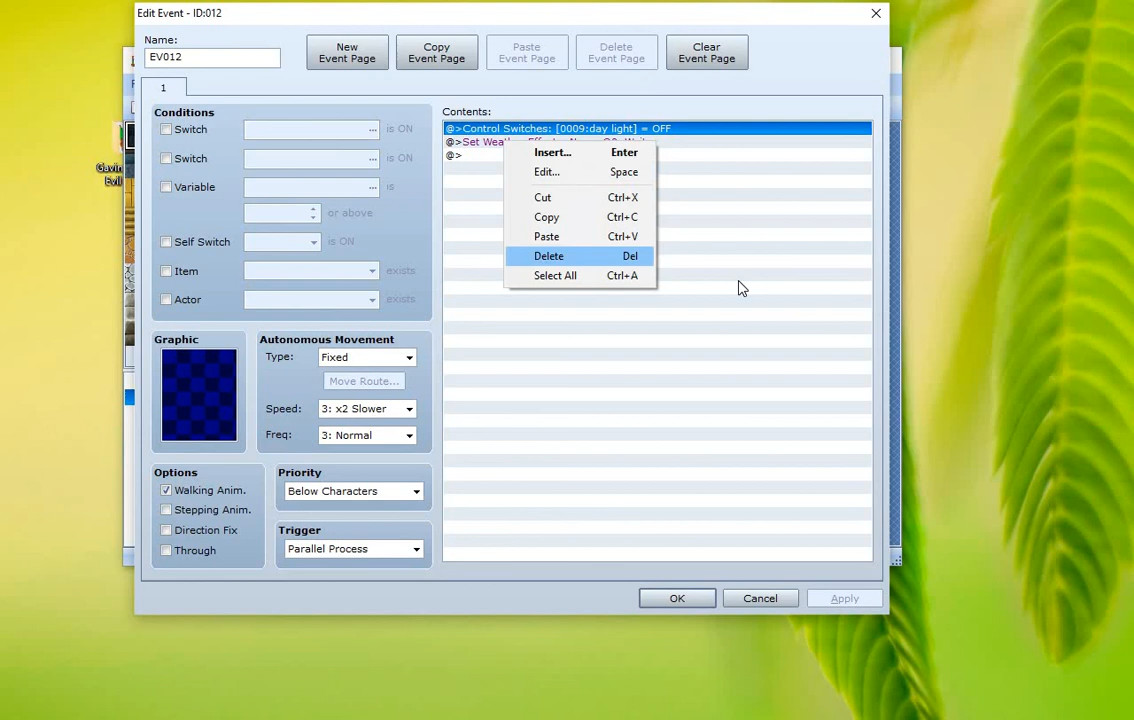 Edit Event - ID:012
Name:
EV012
New
Event Page
Copy
Event Page
Paste
Event Page
Delete
Event Page
Clear
Event Page
1
Conditions
Switch ... is ON
Switch ... is ON
Variable ... is
or above
Self Switch is ON
Item exists
Actor exists
Graphic
Autonomous Movement
Type: Fixed
Move Route...
Speed: 3: x2 Slower
Freq: 3: Normal
Options
Walking Anim.
Stepping Anim.
Direction Fix
Through
Priority
Below Characters
Trigger
Parallel Process
Contents:
@>Control Switches: [0009:day light] = OFF
@>Set Wea
@>
Insert... Enter
Edit... Space
Cut Ctrl+X
Copy Ctrl+C
Paste Ctrl+V
Delete Del
Select All Ctrl+A
OK
Cancel
Apply
Gavin
Evil